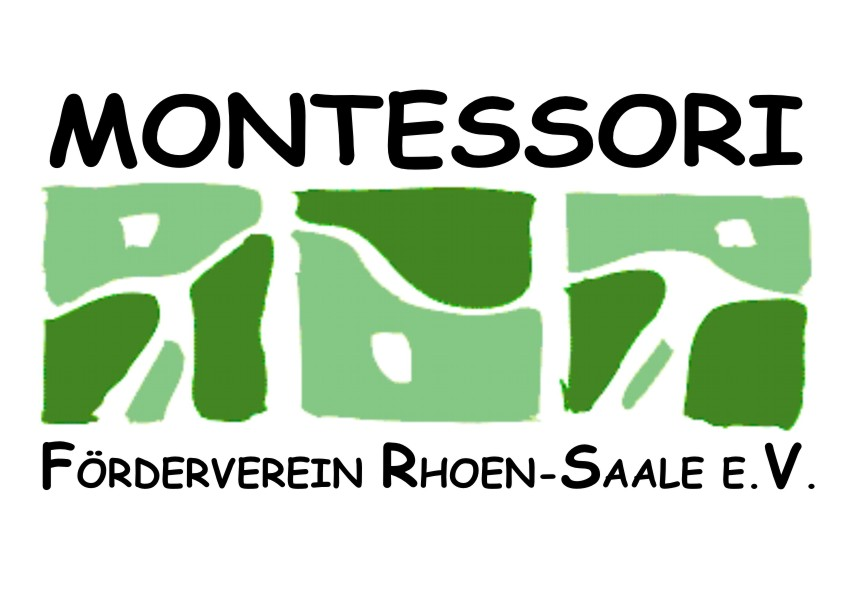 MONTESSORI
FÖRDERVEREIN RHOEN-SAALE E.V.